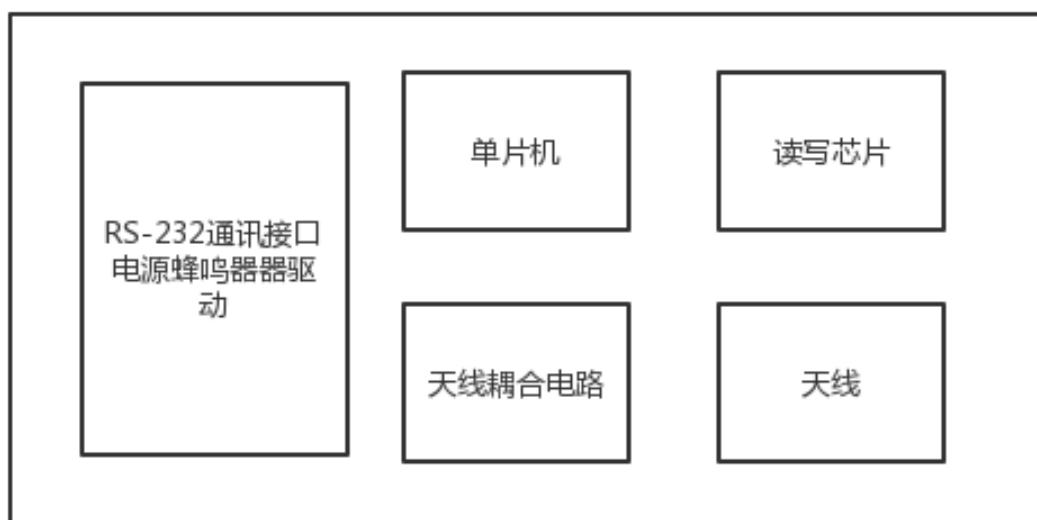 RS-232通讯接口
电源蜂鸣器器驱
动
单片机
读写芯片
天线耦合电路
天线